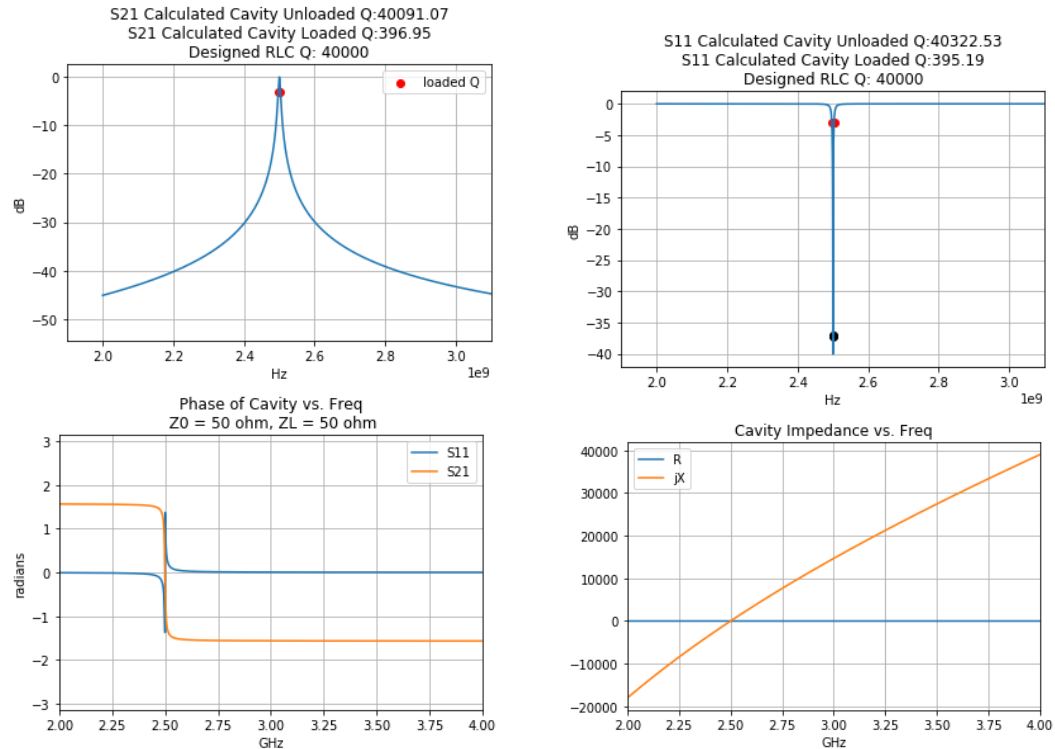 S21 Calculated Cavity Unloaded Q:40091.07
S21 Calculated Cavity Loaded Q:396.95
Designed RLC Q: 40000
loaded Q
0
−10
−20
−30
−40
−50
dB
2.0 2.2 2.4 2.6 2.8 3.0
Hz
1e9
S11 Calculated Cavity Unloaded Q:40322.53
S11 Calculated Cavity Loaded Q:395.19
Designed RLC Q: 40000
0
−5
−10
−15
−20
−25
−30
−35
−40
dB
2.0 2.2 2.4 2.6 2.8 3.0
Hz
1e9
Phase of Cavity vs. Freq
Z0 = 50 ohm, ZL = 50 ohm
S11
S21
3
2
1
0
−1
−2
−3
radians
2.00 2.25 2.50 2.75 3.00 3.25 3.50 3.75 4.00
GHz
Cavity Impedance vs. Freq
R
jX
40000
30000
20000
10000
0
−10000
−20000
2.00 2.25 2.50 2.75 3.00 3.25 3.50 3.75 4.00
GHz